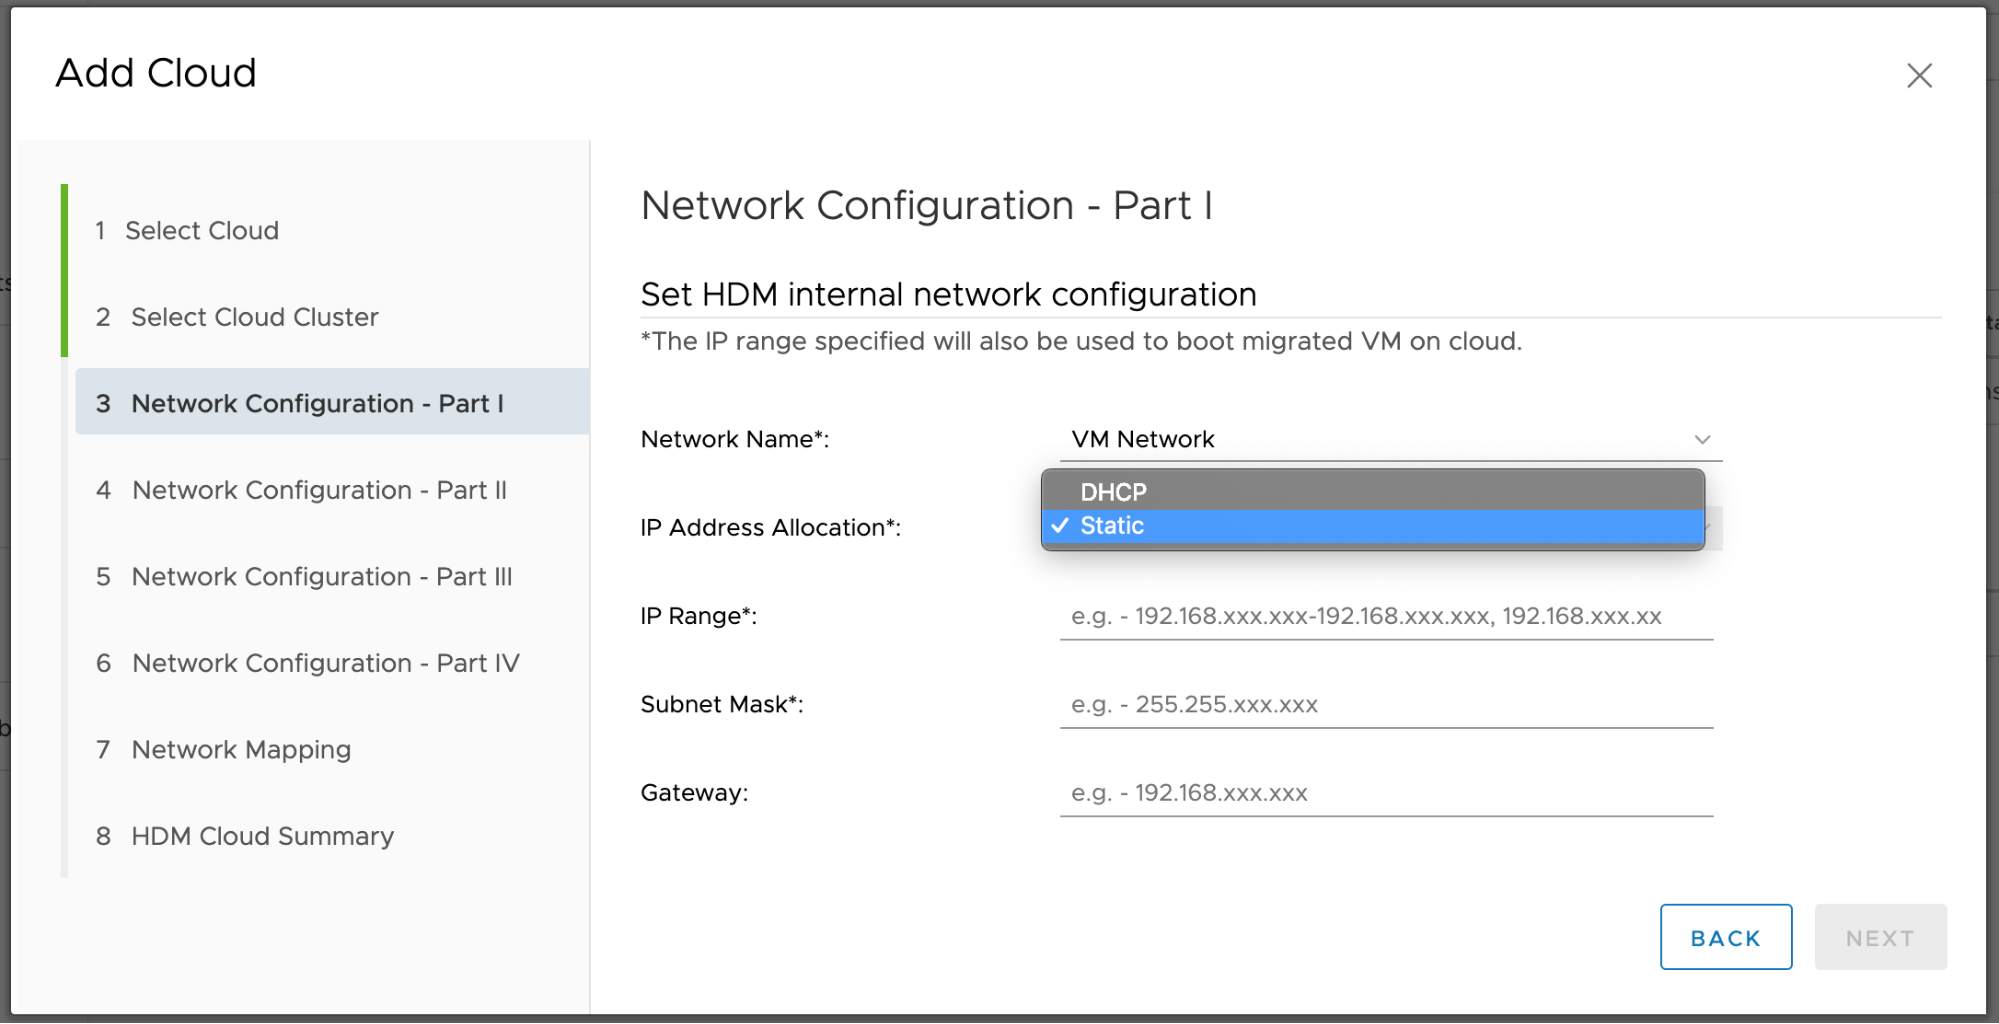 Add Cloud
1 Select Cloud
2 Select Cloud Cluster
3 Network Configuration - Part I
4 Network Configuration - Part II
5 Network Configuration - Part III
6 Network Configuration - Part IV
7 Network Mapping
8 HDM Cloud Summary
Network Configuration - Part I
Set HDM internal network configuration
*The IP range specified will also be used to boot migrated VM on cloud.
Network Name*: VM Network
DHCP
IP Address Allocation*: ✓ Static
IP Range*: e.g. - 192.168.xxx.xxx-192.168.xxx.xxx, 192.168.xxx.xx
Subnet Mask*: e.g. - 255.255.xxx.xxx
Gateway: e.g. - 192.168.xxx.xxx
BACK NEXT